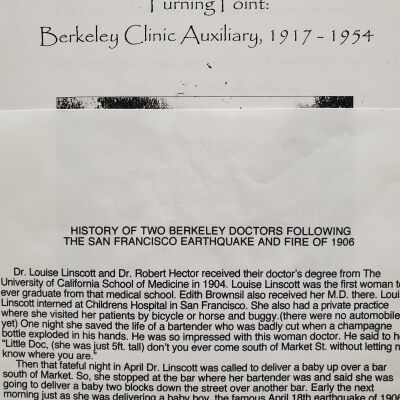 Turning Point:
Berkeley Clinic Auxiliary, 1917 - 1954
HISTORY OF TWO BERKELEY DOCTORS FOLLOWING
THE SAN FRANCISCO EARTHQUAKE AND FIRE OF 1906
Dr. Louise Linscott and Dr. Robert Hector received their doctor's degree from The
University of California School of Medicine in 1904. Louise Linscott was the first woman t
ever graduate from that medical school. Edith Brownsil also received her M.D. there. Loui
Linscott interned at Childrens Hospital in San Francisco. She also had a private practice
where she visited her patients by bicycle or horse and buggy.(there were no automobile
yet) One night she saved the life of a bartender who was badly cut when a champagne
bottle exploded in his hands. He was so impressed with this woman doctor. He said to he
"Little Doc, (she was just 5ft. tall) don't you ever come south of Market St. without letting m
know where you are."
Then that fateful night in April Dr. Linscott was called to deliver a baby up over a bar
south of Market. So, she stopped at the bar where her bartender was and said she was
going to deliver a baby two blocks down the street over another bar. Early the next
morning just as she was delivering a baby boy, the famous April 18th earthquake of 1906